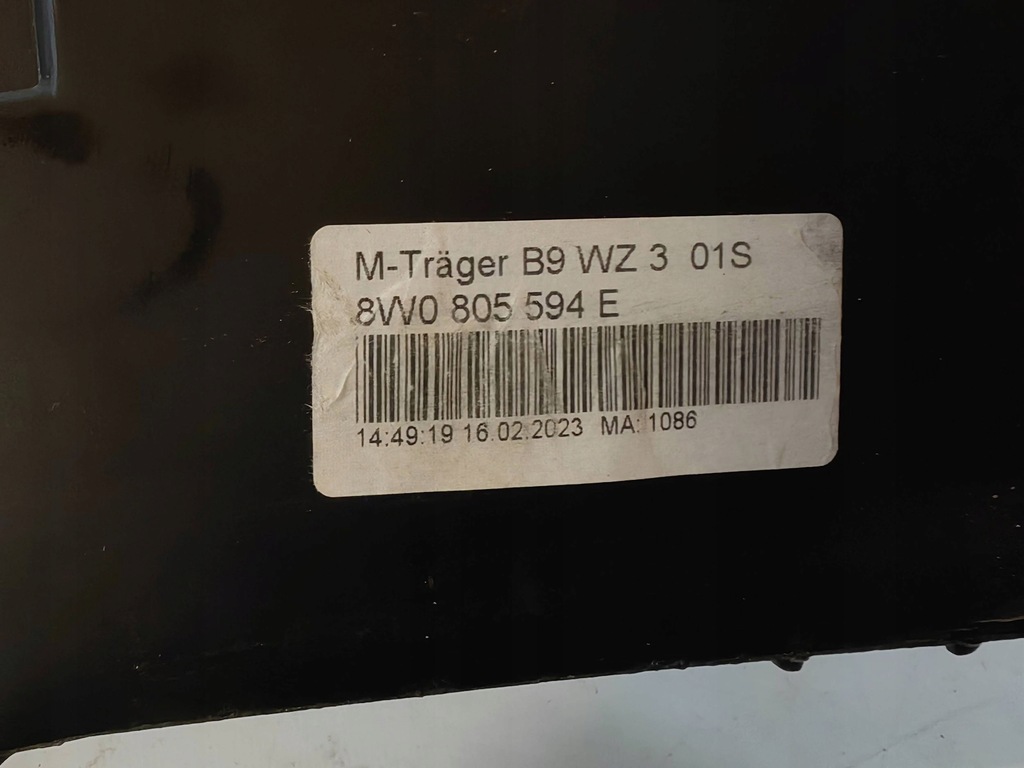 M-Träger B9 WZ 3 01S
8W0 805 594 E
14:49:19 16.02.2023 MA: 1086